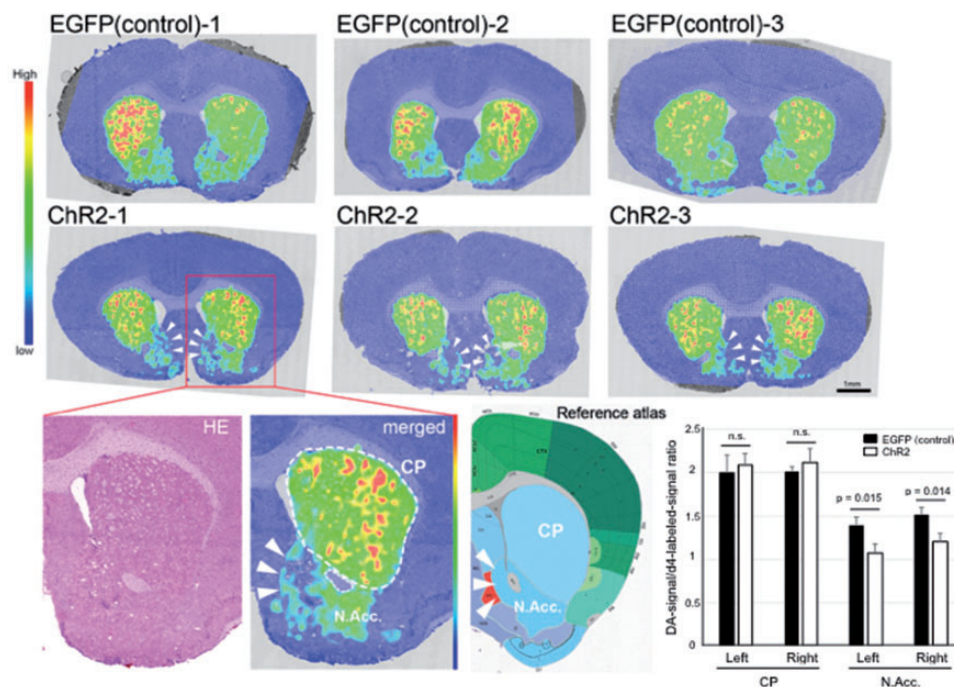 EGFP(control)-1
EGFP(control)-2
EGFP(control)-3
High
low
ChR2-1
ChR2-2
ChR2-3
1mm
HE
merged
CP
N.Acc.
Reference atlas
CP
N.Acc.
DA-signal/d4-labeled-signal ratio
2.5
2
1.5
1
0.5
0
n.s.
n.s.
p = 0.015
p = 0.014
EGFP (control)
ChR2
Left
Right
Left
Right
CP
N.Acc.